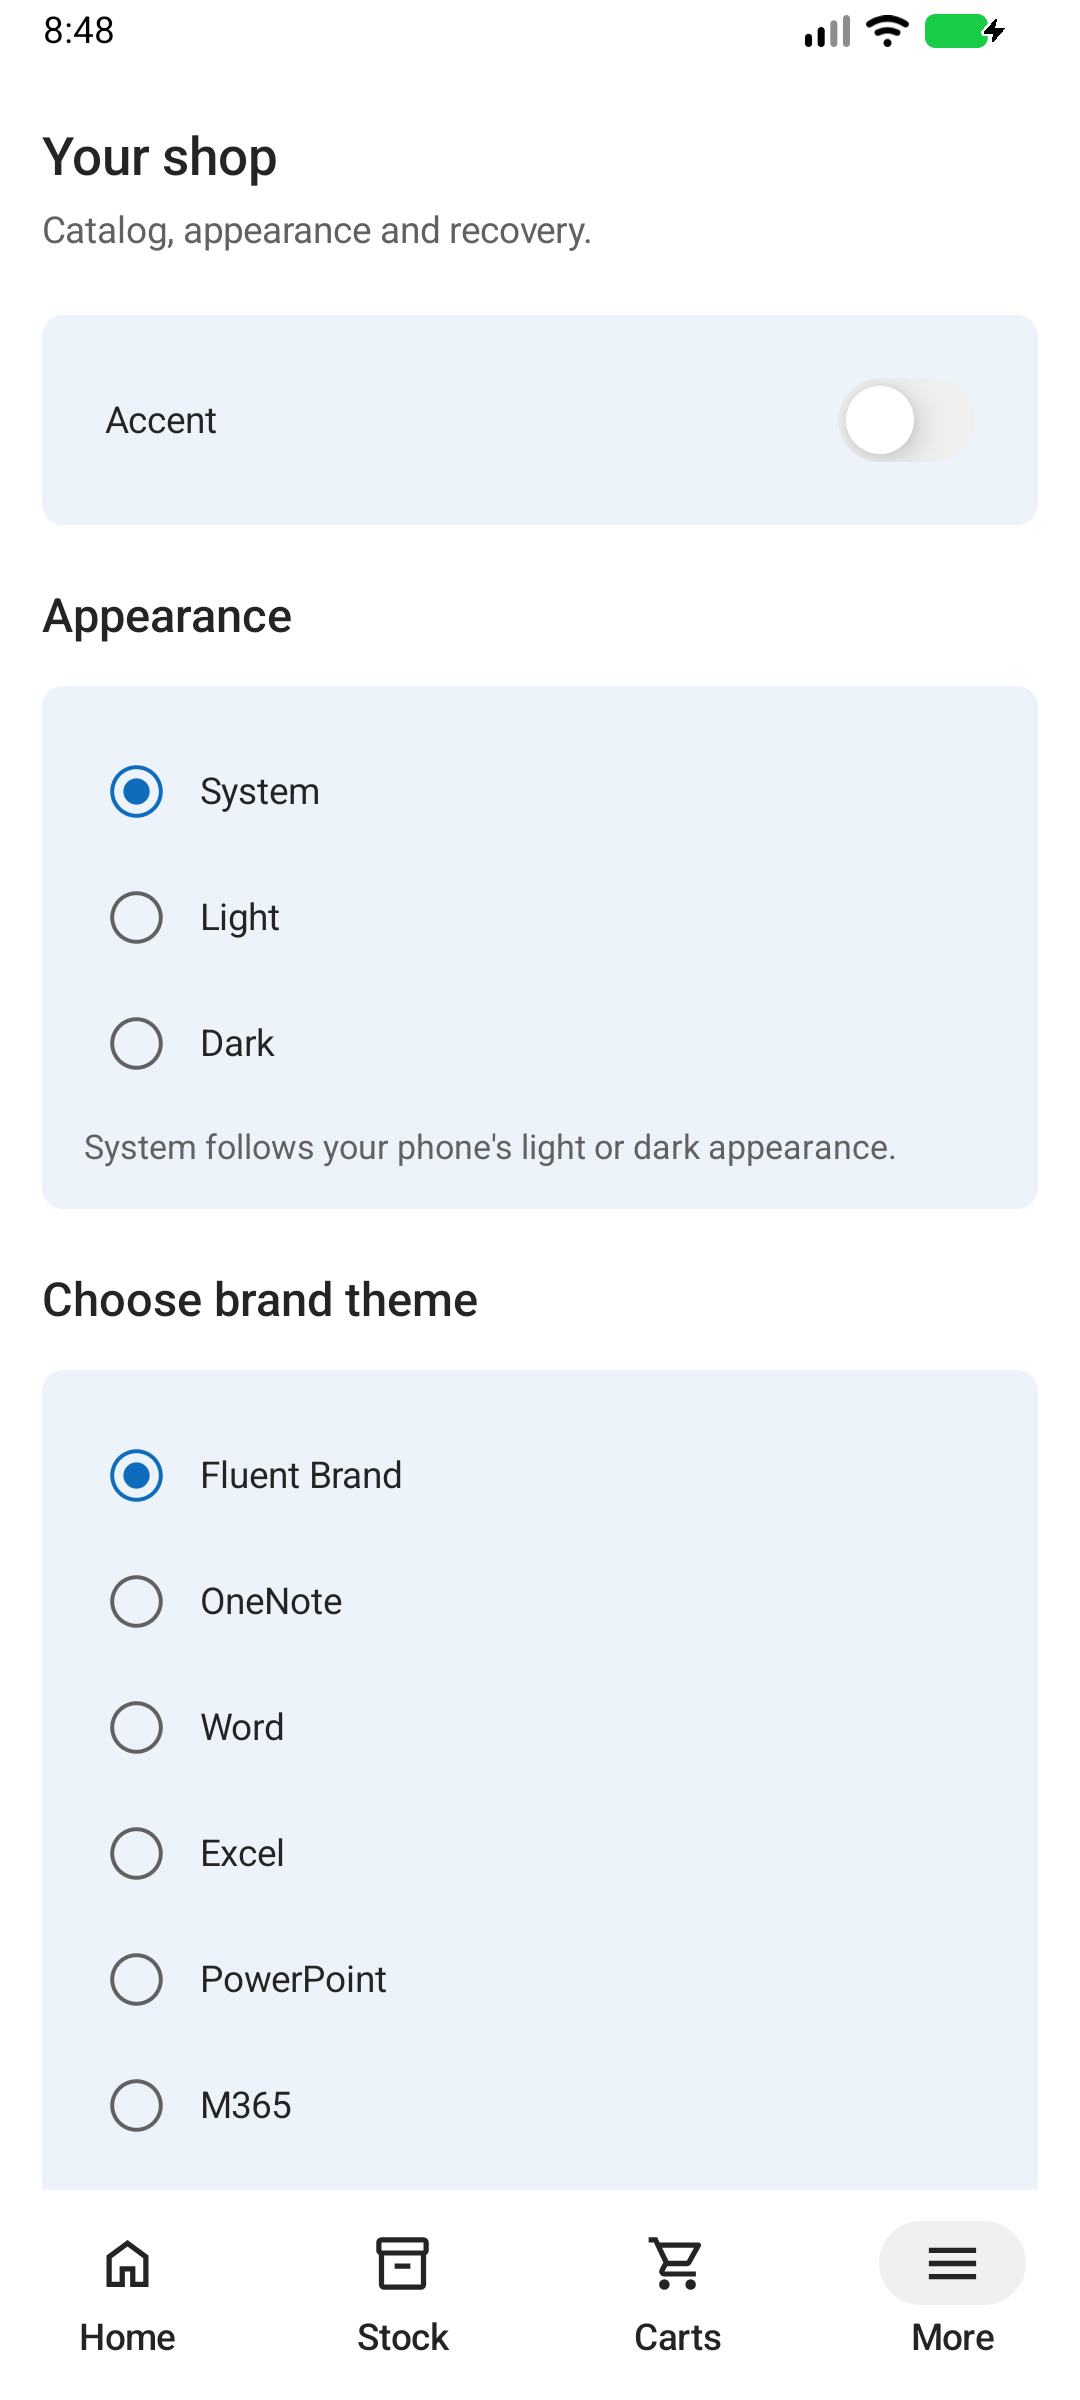 8:48
Your shop
Catalog, appearance and recovery.
Accent
Appearance
System
Light
Dark
System follows your phone's light or dark appearance.
Choose brand theme
Fluent Brand
OneNote
Word
Excel
PowerPoint
M365
Home
Stock
Carts
More